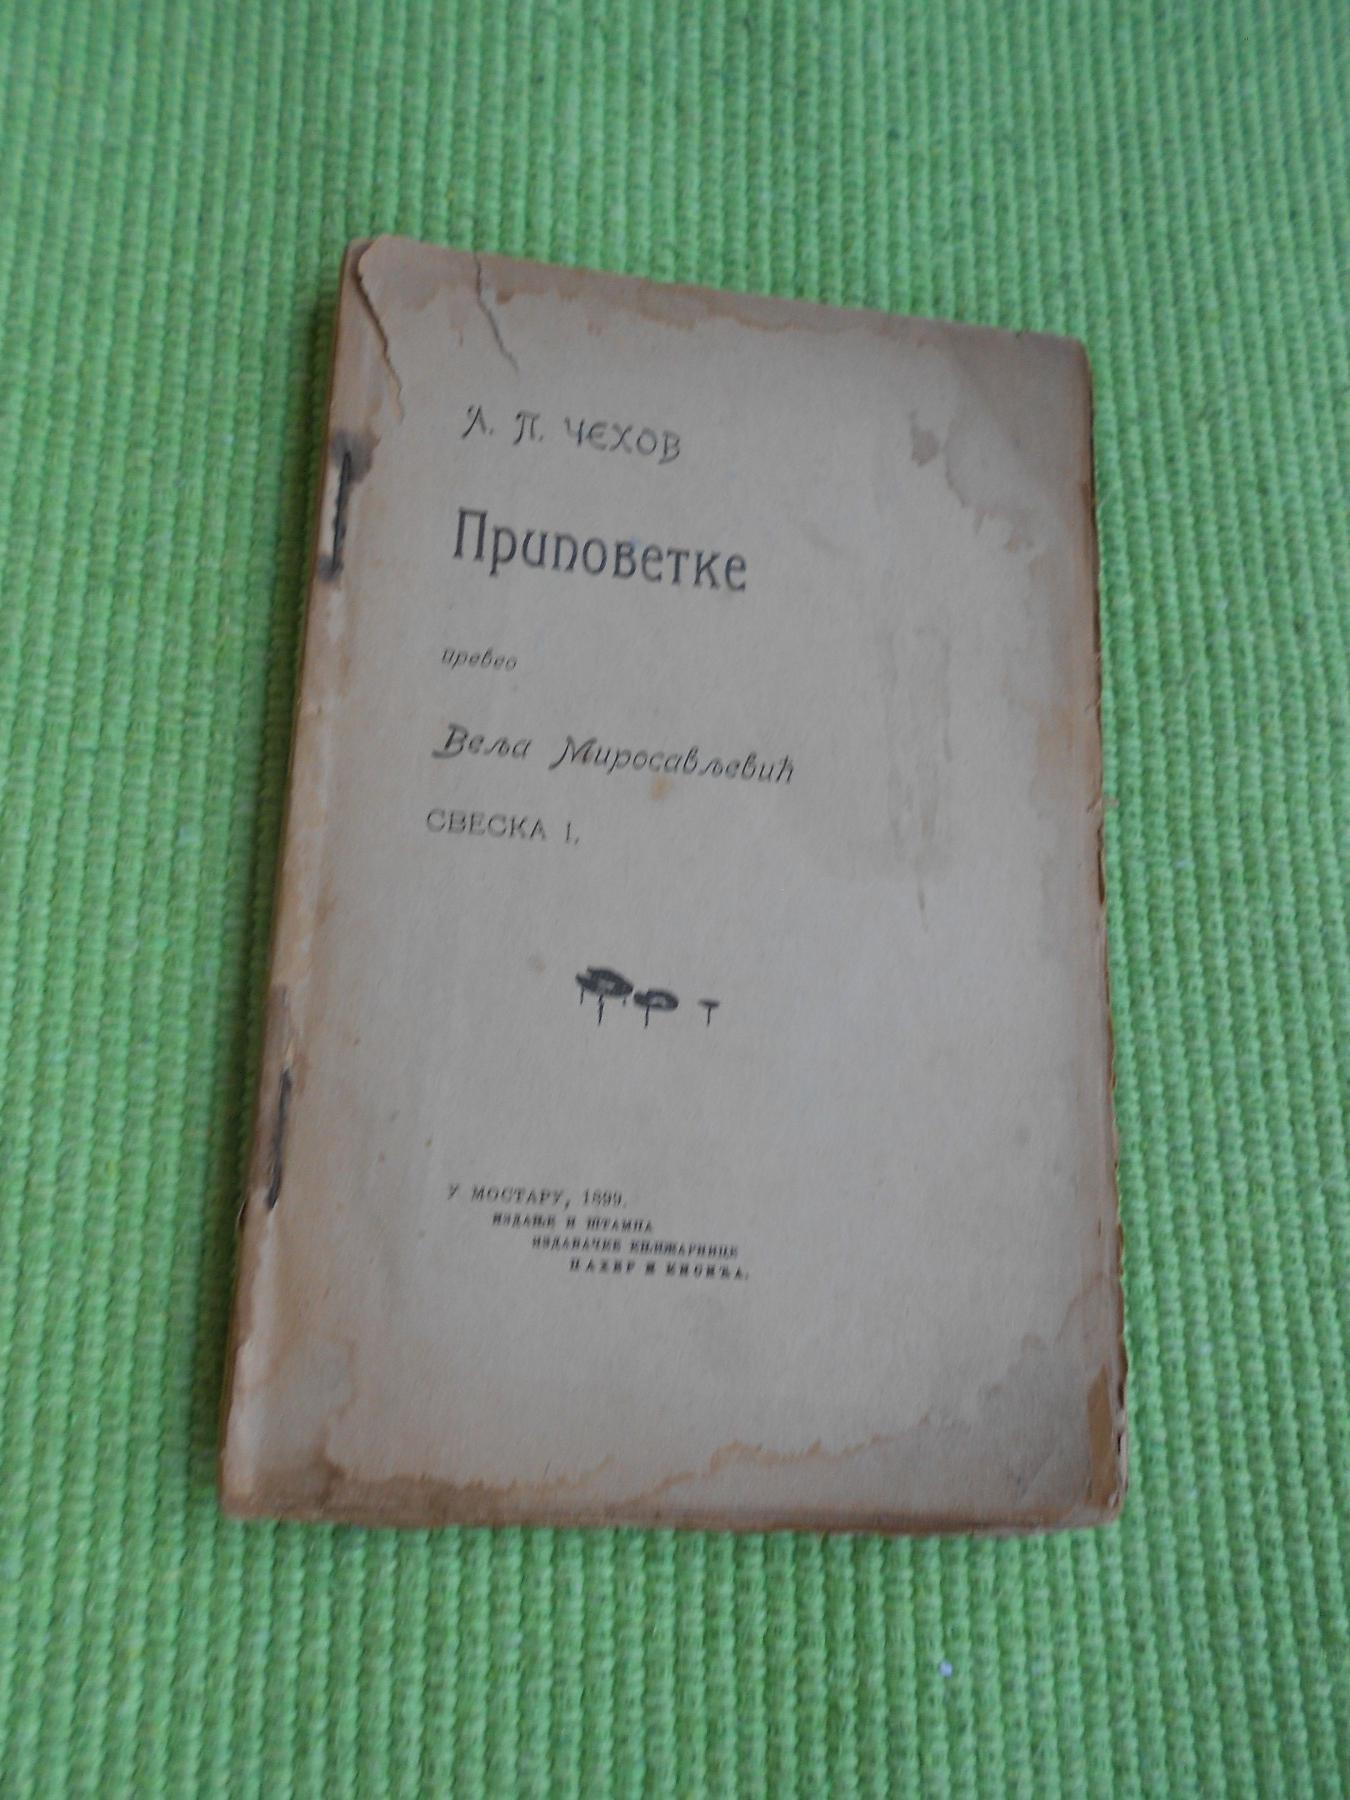 А. П. ЧЕХОВ
Приповетке
превео
Веља Миросављевић
СВЕСКА I.
У МОСТАРУ, 1899.
ИЗДАЊЕ И ШТАМПА
ИЗДАВАЧКЕ КЊИЖАРНИЦЕ
ПАХЕР И КИСИЋА.